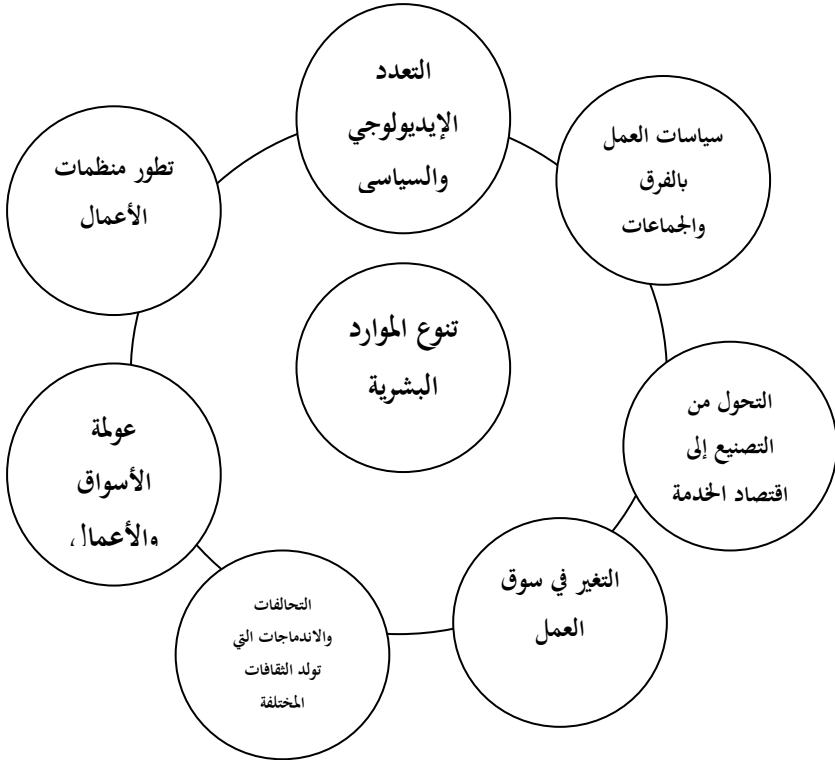 التعدد
الإيديولوجي
والسياسى
سياسات العمل
بالفرق
والجماعات
تطور منظمات
الأعمال
تنوع الموارد
البشرية
التحول من
التصنيع إلى
اقتصاد الخدمة
عولمة
الأسواق
والأعمال
التغير في سوق
العمل
التحالفات
والاندماجات التي
تولد الثقافات
المختلفة